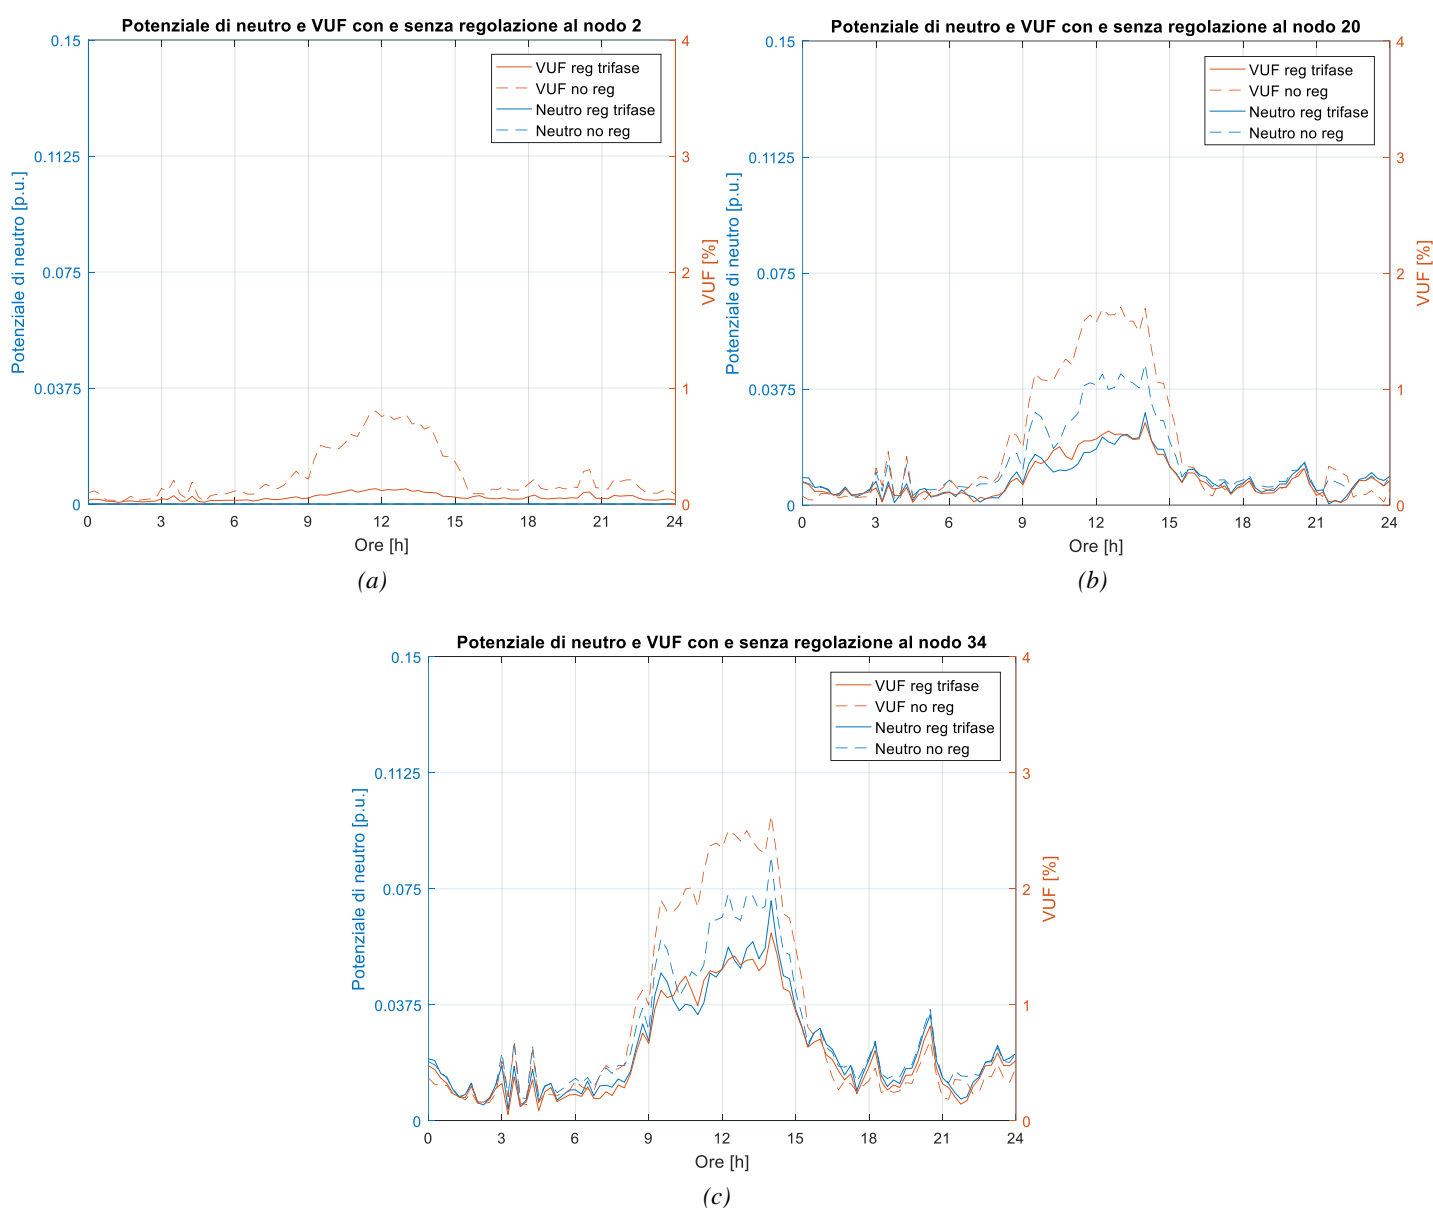 Potenziale di neutro e VUF con e senza regolazione al nodo 2
0.15
0.1125
0.075
0.0375
0
4
3
2
1
0
VUF reg trifase
VUF no reg
Neutro reg trifase
Neutro no reg
Potenziale di neutro [p.u.]
VUF [%]
0 3 6 9 12 15 18 21 24
Ore [h]
(a)
Potenziale di neutro e VUF con e senza regolazione al nodo 20
0.15
0.1125
0.075
0.0375
0
4
3
2
1
0
VUF reg trifase
VUF no reg
Neutro reg trifase
Neutro no reg
Potenziale di neutro [p.u.]
VUF [%]
0 3 6 9 12 15 18 21 24
Ore [h]
(b)
Potenziale di neutro e VUF con e senza regolazione al nodo 34
0.15
0.1125
0.075
0.0375
0
4
3
2
1
0
VUF reg trifase
VUF no reg
Neutro reg trifase
Neutro no reg
Potenziale di neutro [p.u.]
VUF [%]
0 3 6 9 12 15 18 21 24
Ore [h]
(c)